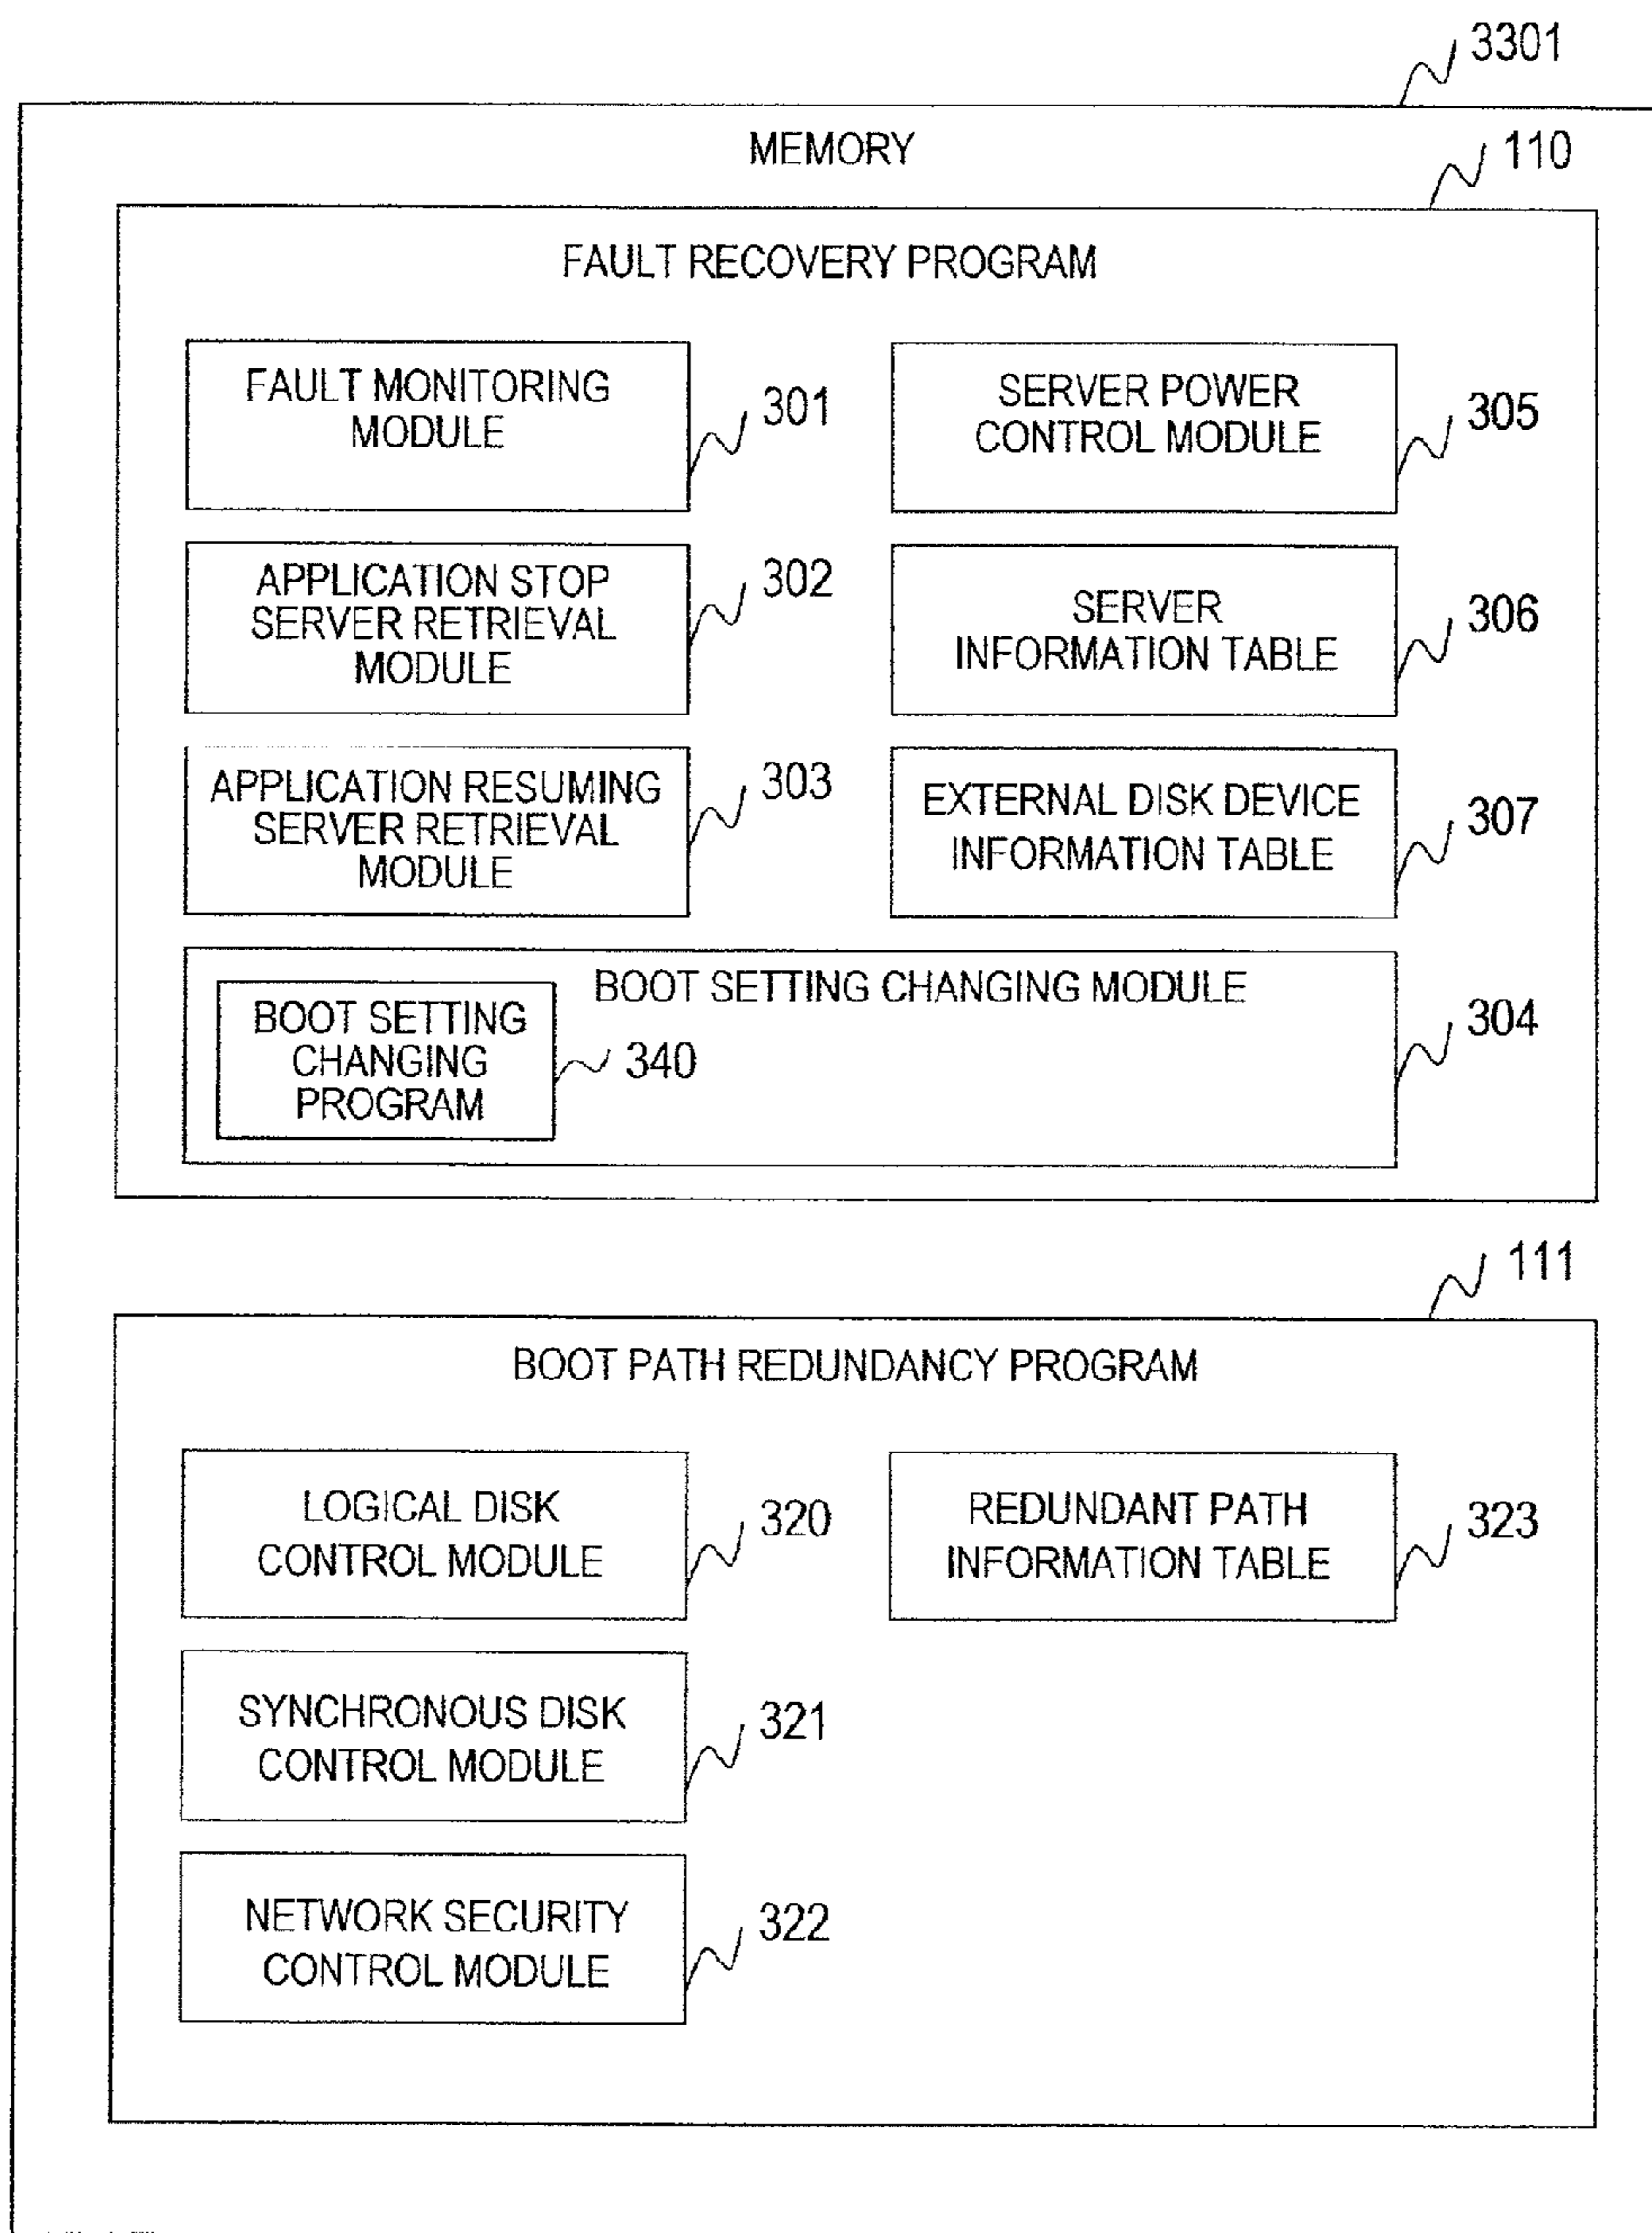 3301
MEMORY
110
FAULT RECOVERY PROGRAM
FAULT MONITORING
MODULE
301
SERVER POWER
CONTROL MODULE
305
APPLICATION STOP
SERVER RETRIEVAL
MODULE
302
SERVER
INFORMATION TABLE
306
APPLICATION RESUMING
SERVER RETRIEVAL
MODULE
303
EXTERNAL DISK DEVICE
INFORMATION TABLE
307
BOOT SETTING CHANGING MODULE
304
BOOT SETTING
CHANGING
PROGRAM
340
111
BOOT PATH REDUNDANCY PROGRAM
LOGICAL DISK
CONTROL MODULE
320
REDUNDANT PATH
INFORMATION TABLE
323
SYNCHRONOUS DISK
CONTROL MODULE
321
NETWORK SECURITY
CONTROL MODULE
322